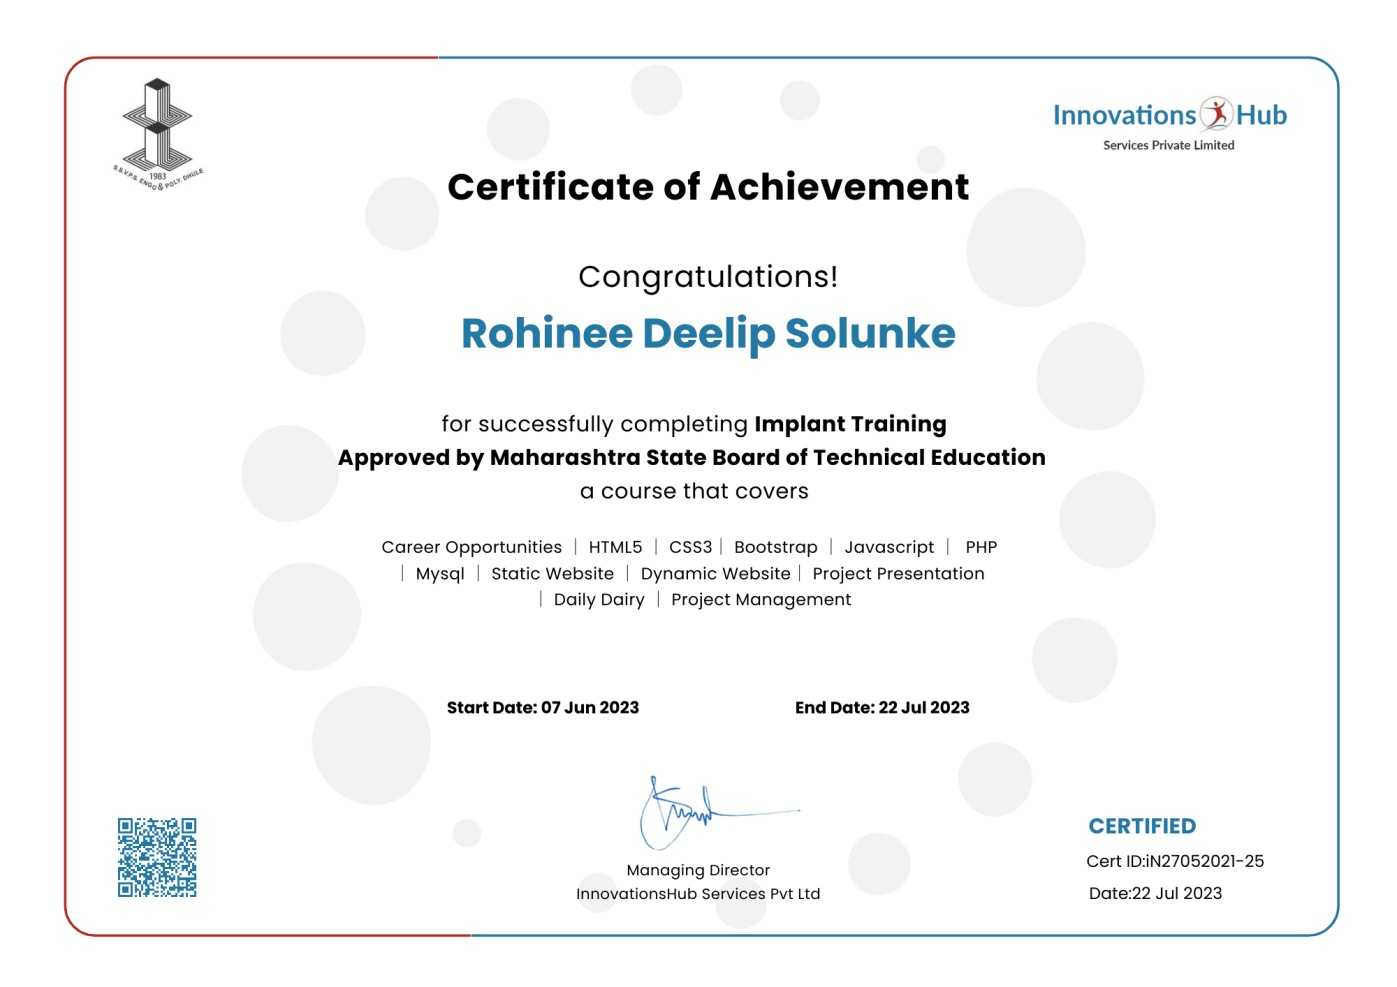 S.S.V.P.S. ENGG & POLY. DHULE
1983
Innovations Hub
Services Private Limited
Certificate of Achievement
Congratulations!
Rohinee Deelip Solunke
for successfully completing Implant Training
Approved by Maharashtra State Board of Technical Education
a course that covers
Career Opportunities | HTML5 | CSS3 | Bootstrap | Javascript | PHP
| Mysql | Static Website | Dynamic Website | Project Presentation
| Daily Dairy | Project Management
Start Date: 07 Jun 2023 End Date: 22 Jul 2023
Managing Director
InnovationsHub Services Pvt Ltd
CERTIFIED
Cert ID:iN27052021-25
Date:22 Jul 2023